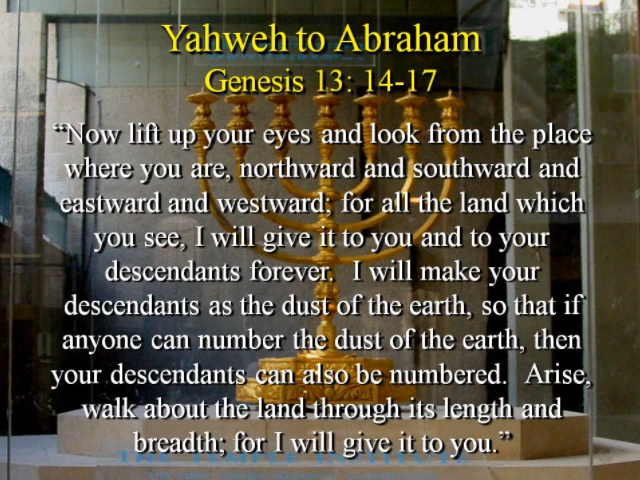 Yahweh to Abraham
Genesis 13: 14-17
“Now lift up your eyes and look from the place
where you are, northward and southward and
eastward and westward; for all the land which
you see, I will give it to you and to your
descendants forever.  I will make your
descendants as the dust of the earth, so that if
anyone can number the dust of the earth, then
your descendants can also be numbered.  Arise,
walk about the land through its length and
breadth; for I will give it to you.”
THE TEMPLE INSTITUTE